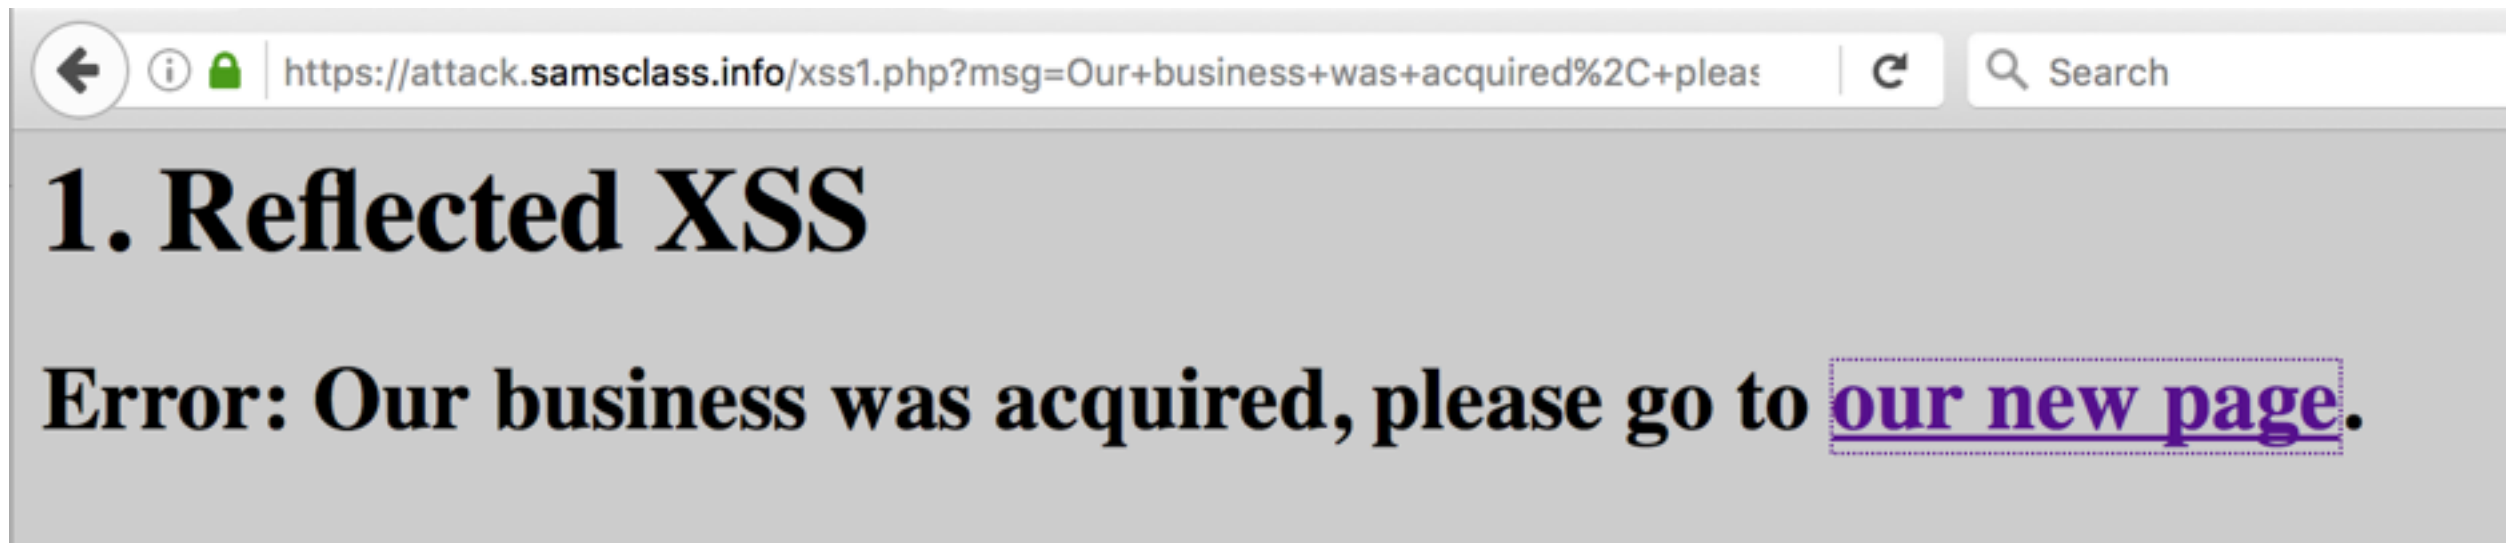 https://attack.samsclass.info/xss1.php?msg=Our+business+was+acquired%2C+pleas
Search
1. Reflected XSS
Error: Our business was acquired, please go to our new page.